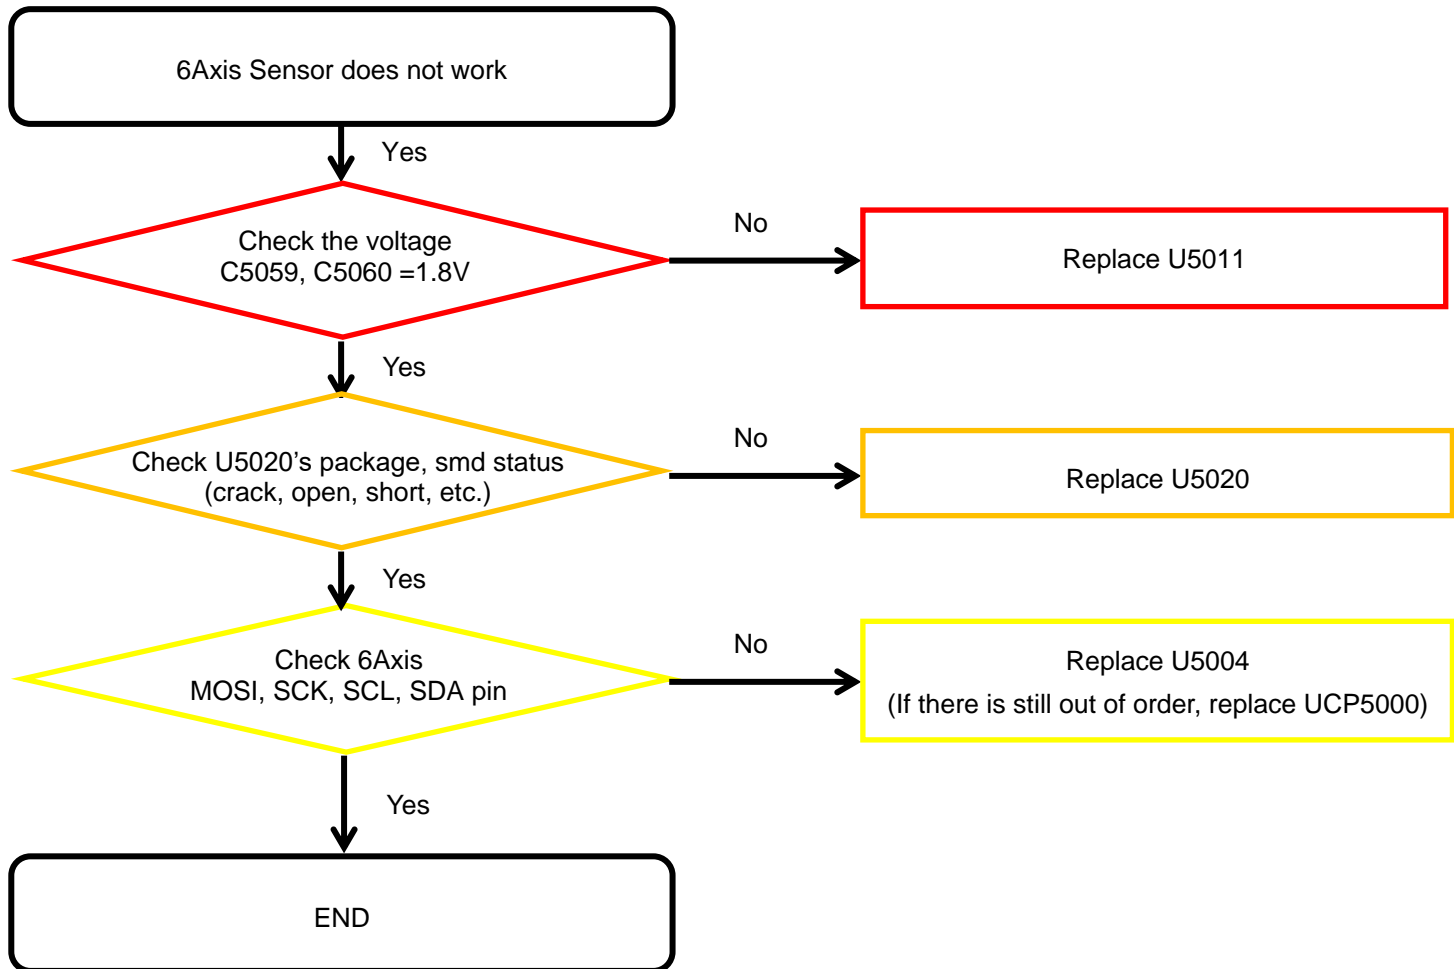 6Axis Sensor does not work
Yes
Check the voltage
C5059, C5060 =1.8V
No
Replace U5011
Yes
Check U5020’s package, smd status
(crack, open, short, etc.)
No
Replace U5020
Yes
Check 6Axis
MOSI, SCK, SCL, SDA pin
No
Replace U5004
(If there is still out of order, replace UCP5000)
Yes
END